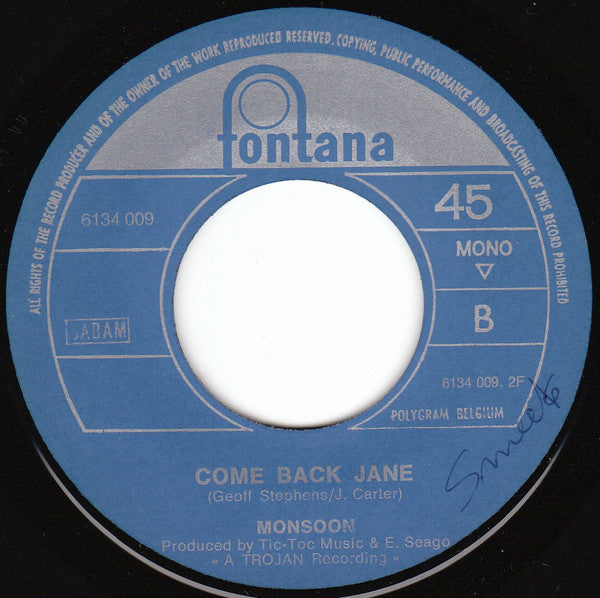 ALL RIGHTS OF THE RECORD PRODUCER AND OF THE OWNER OF THE WORK REPRODUCED RESERVED. COPYING, PUBLIC PERFORMANCE AND BROADCASTING OF THIS RECORD PROHIBITED
fontana
6134 009
45
MONO
B
SABAM
6134 009. 2F
POLYGRAM BELGIUM
COME BACK JANE
(Geoff Stephens/J. Carter)
MONSOON
Produced by Tic-Toc Music & E. Seago
« A TROJAN Recording »